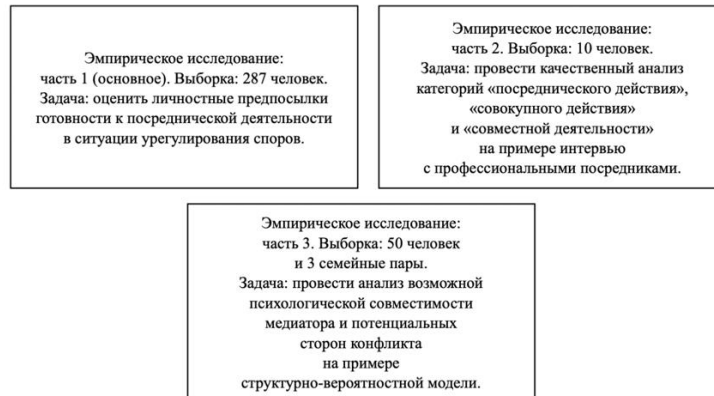 Эмпирическое исследование:
часть 1 (основное). Выборка: 287 человек.
Задача: оценить личностные предпосылки
готовности к посреднической деятельности
в ситуации урегулирования споров.
Эмпирическое исследование:
часть 2. Выборка: 10 человек.
Задача: провести качественный анализ
категорий «посреднического действия»,
«совокупного действия»
и «совместной деятельности»
на примере интервью
с профессиональными посредниками.
Эмпирическое исследование:
часть 3. Выборка: 50 человек
и 3 семейные пары.
Задача: провести анализ возможной
психологической совместимости
медиатора и потенциальных
сторон конфликта
на примере
структурно-вероятностной модели.